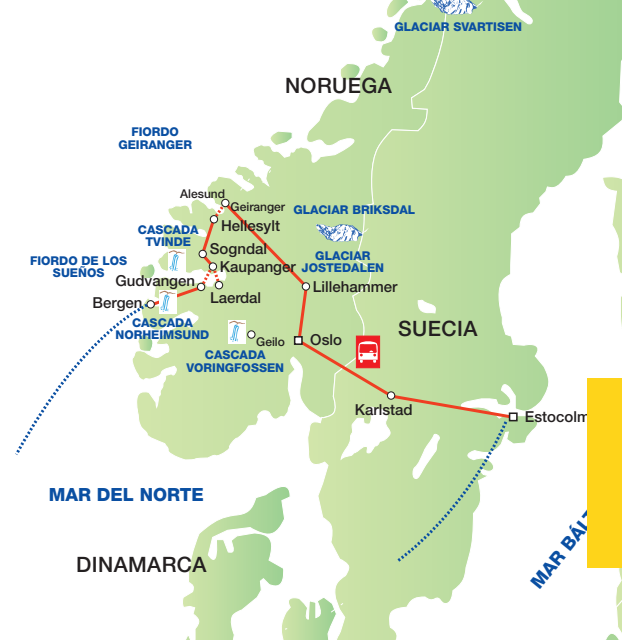 GLACIAR SVARTISEN
NORUEGA
FIORDO
GEIRANGER
Alesund
Geiranger
GLACIAR BRIKSDAL
Hellesylt
CASCADA
TVINDE
Sogndal
GLACIAR
JOSTEDALEN
FIORDO DE LOS
SUEÑOS
Kaupanger
Gudvangen
Lillehammer
Laerdal
Bergen
CASCADA
NORHEIMSUND
SUECIA
Oslo
Geilo
CASCADA
VORINGFOSSEN
Karlstad
Estocolm
MAR DEL NORTE
MAR BÁLT
DINAMARCA